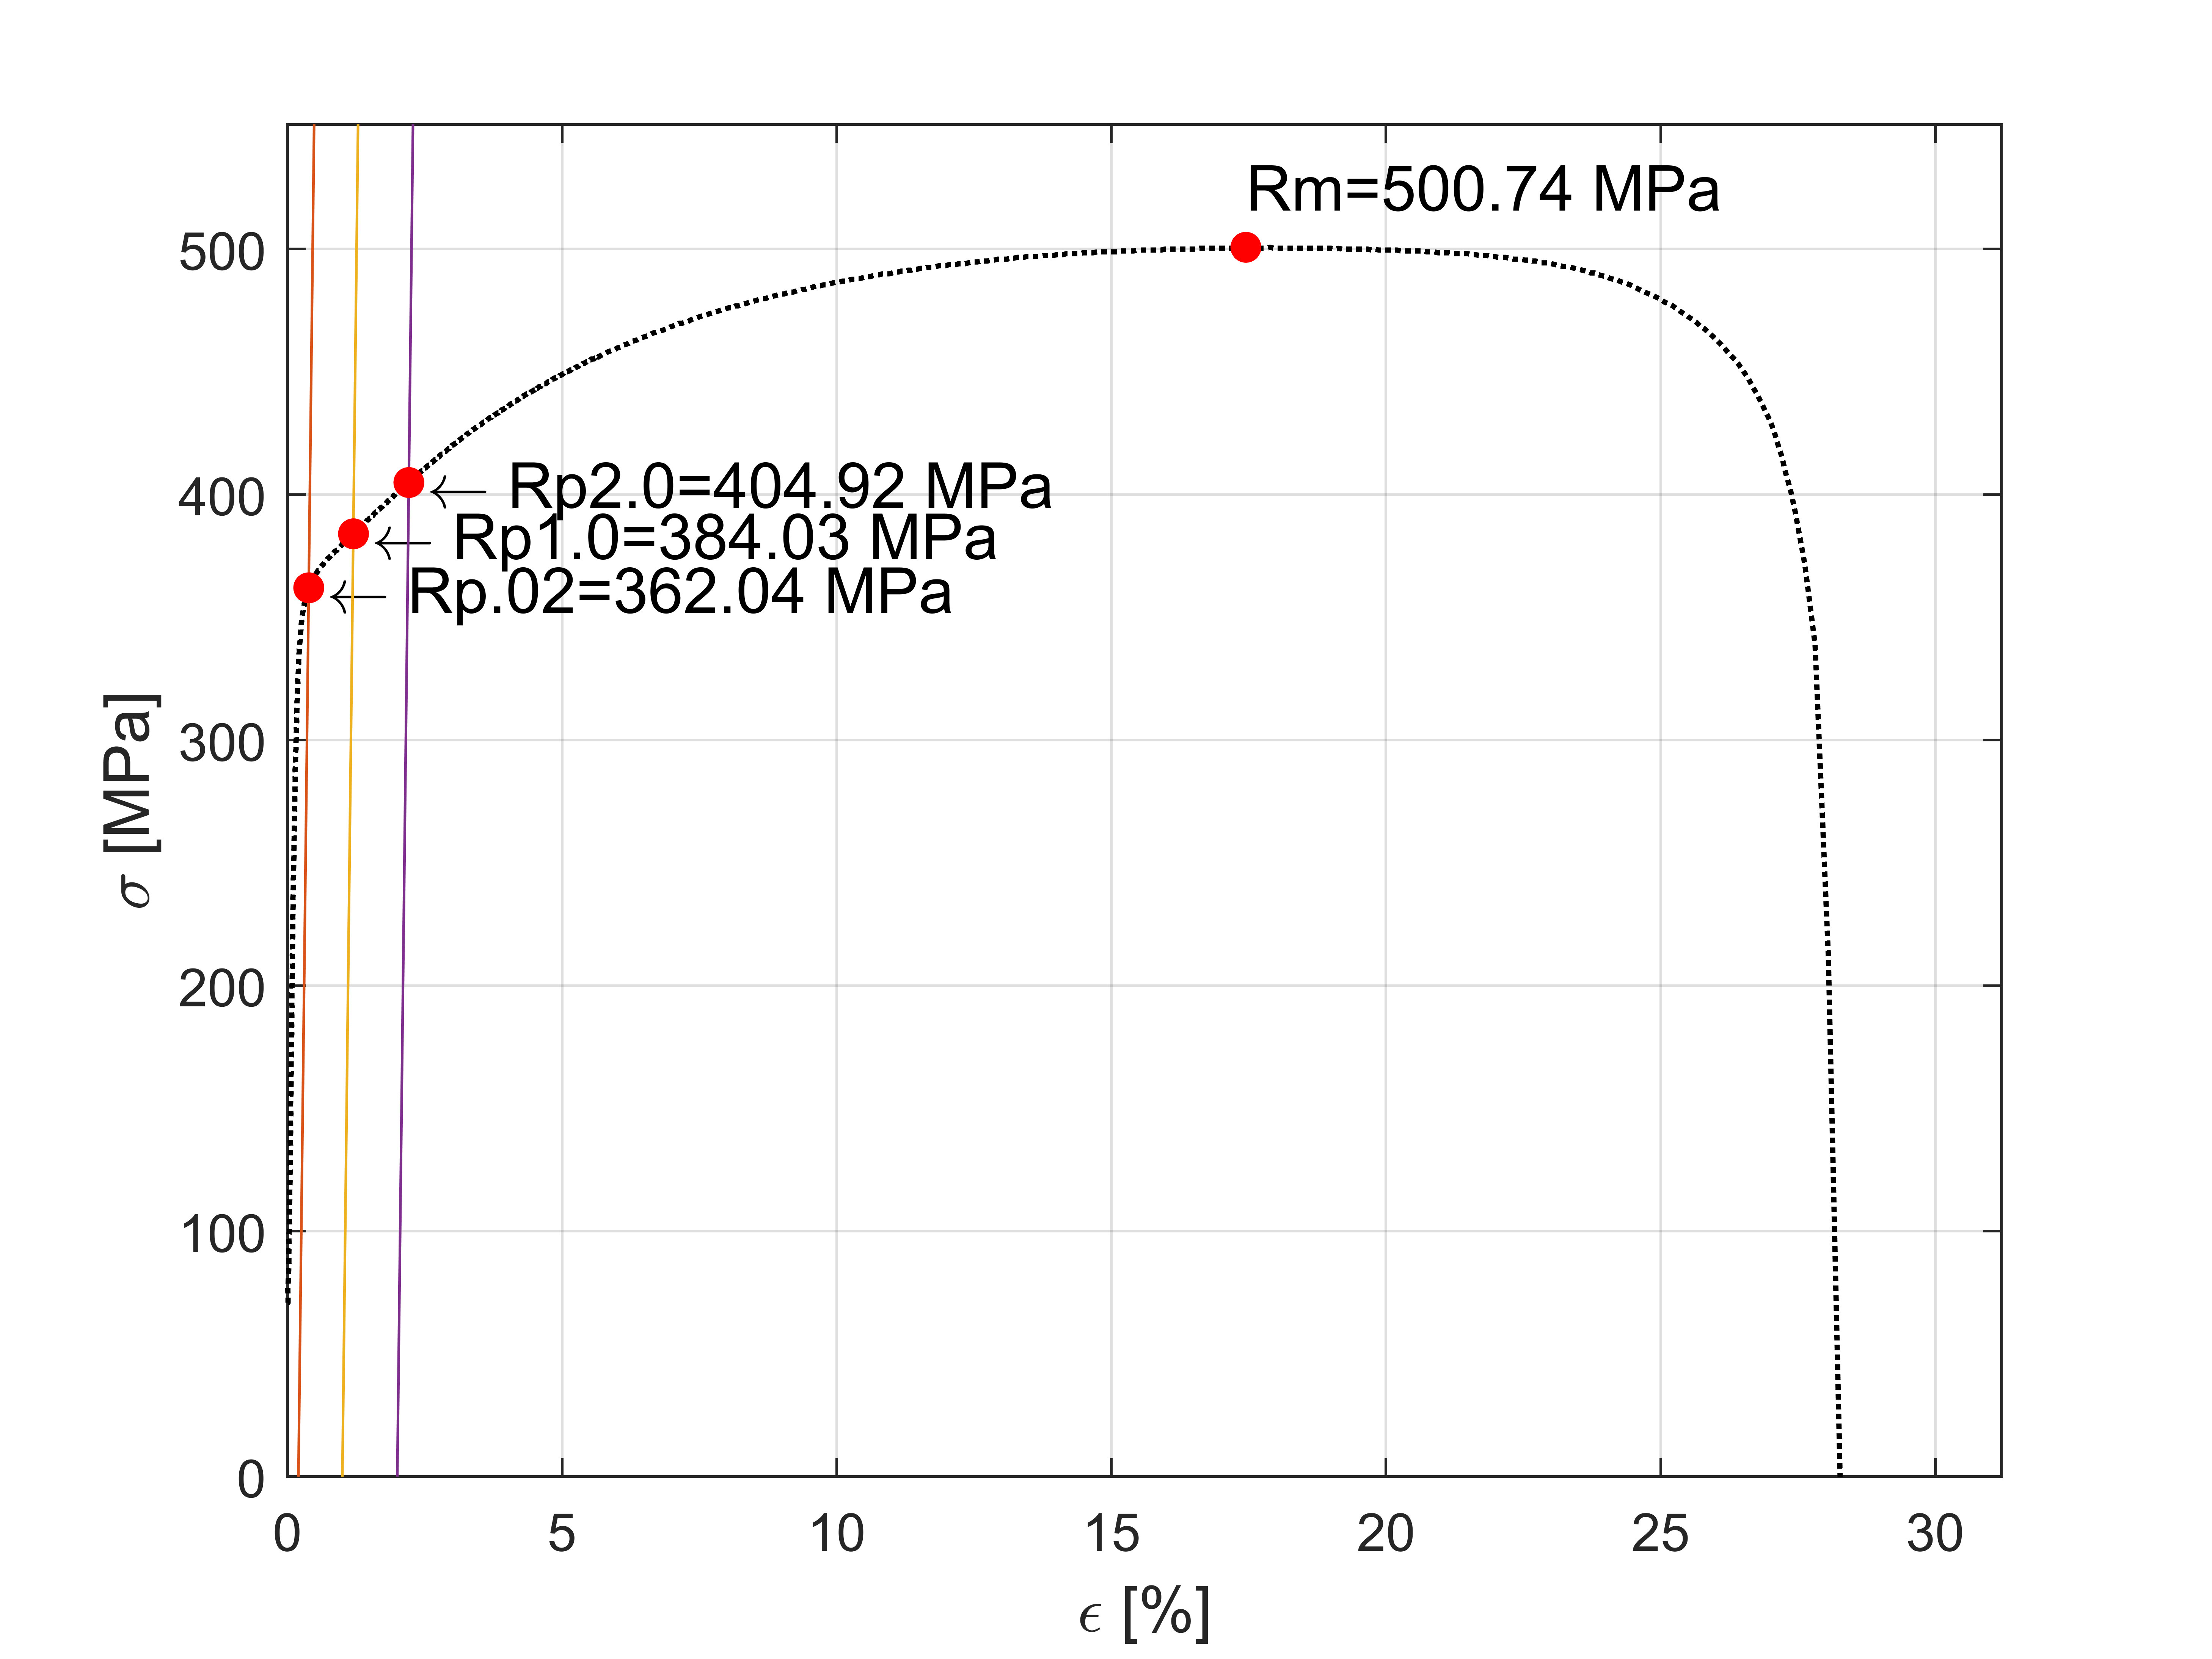 Rm=500.74 MPa
Rp2.0=404.92 MPa
Rp1.0=384.03 MPa
Rp.02=362.04 MPa
500
400
300
200
100
0
σ [MPa]
0 5 10 15 20 25 30
ϵ [%]